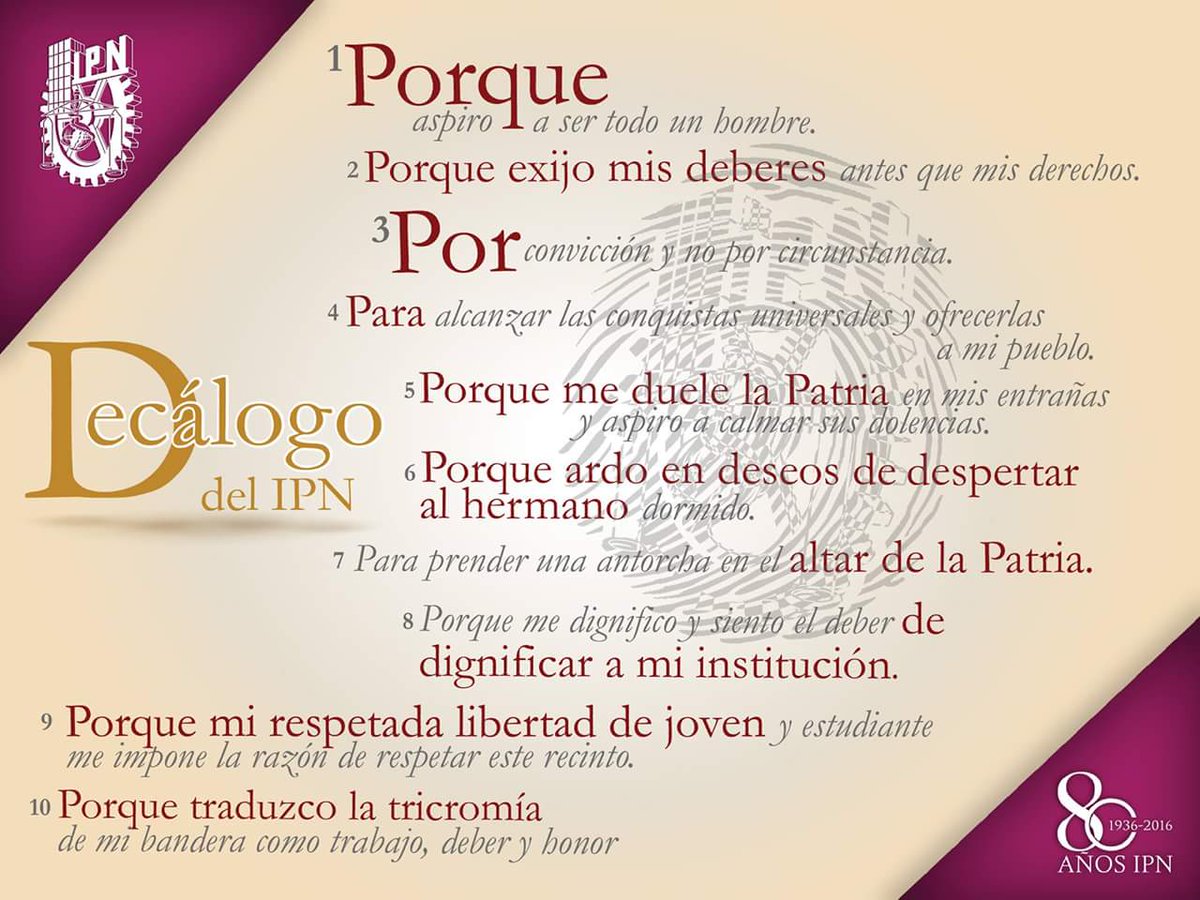 IPN
1 Porque
aspiro a ser todo un hombre.
2 Porque exijo mis deberes antes que mis derechos.
3 Por convicción y no por circunstancia.
4 Para alcanzar las conquistas universales y ofrecerlas
a mi pueblo.
Decálogo
del IPN
5 Porque me duele la Patria en mis entrañas
y aspiro a calmar sus dolencias.
6 Porque ardo en deseos de despertar
al hermano dormido.
7 Para prender una antorcha en el altar de la Patria.
8 Porque me dignifico y siento el deber de
dignificar a mi institución.
9 Porque mi respetada libertad de joven y estudiante
me impone la razón de respetar este recinto.
10 Porque traduzco la tricromía
de mi bandera como trabajo, deber y honor
80
1936-2016
AÑOS IPN